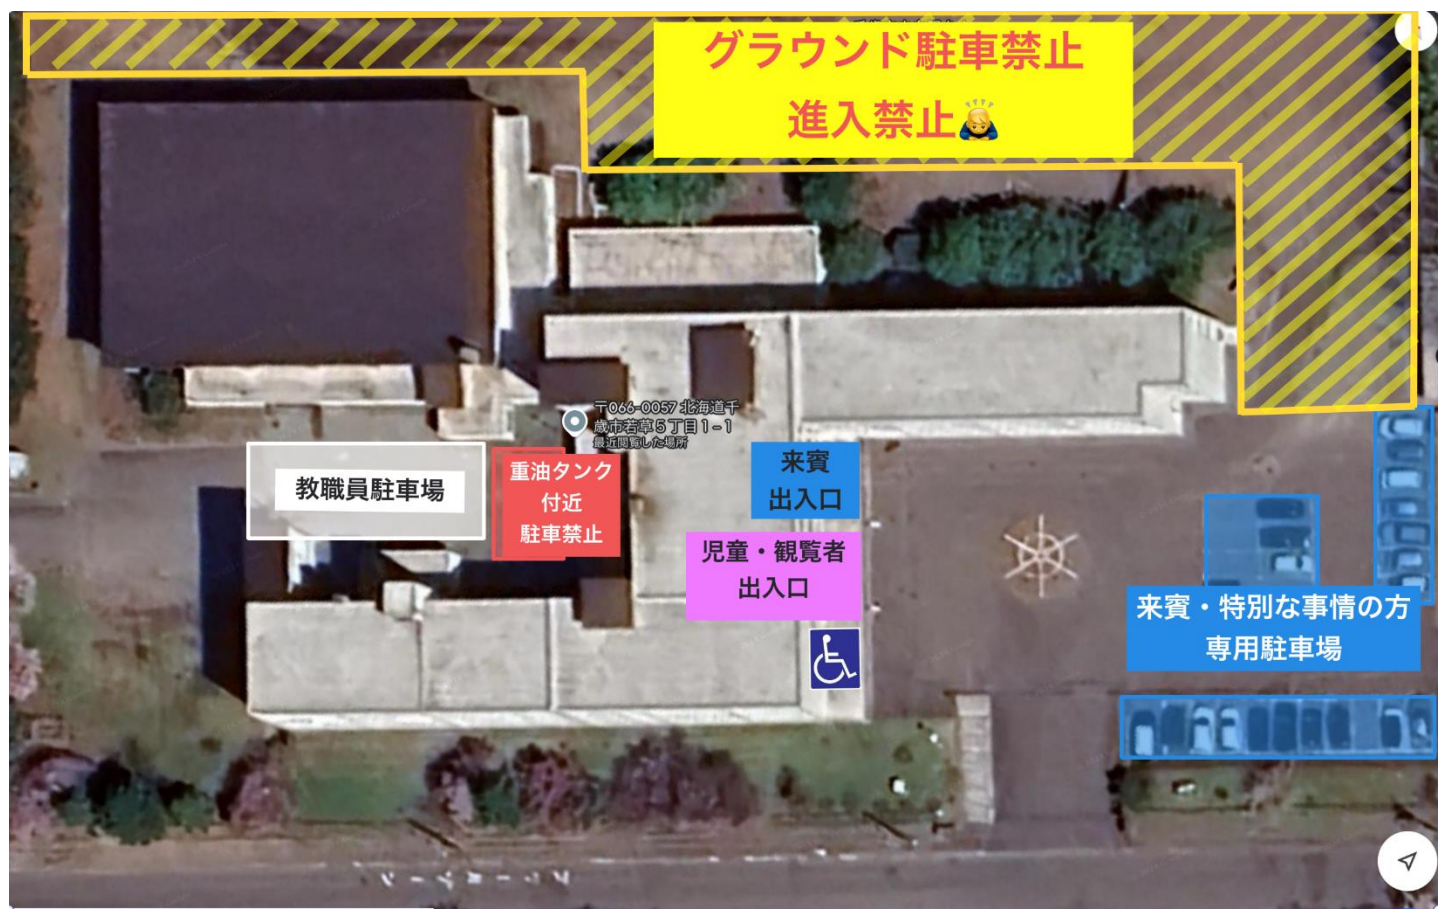 グラウンド駐車禁止
進入禁止🙇
〒066-0057 北海道千
歳市若草5丁目1-1
最近閲覧した場所
教職員駐車場
重油タンク
付近
駐車禁止
来賓
出入口
児童・観覧者
出入口
来賓・特別な事情の方
専用駐車場